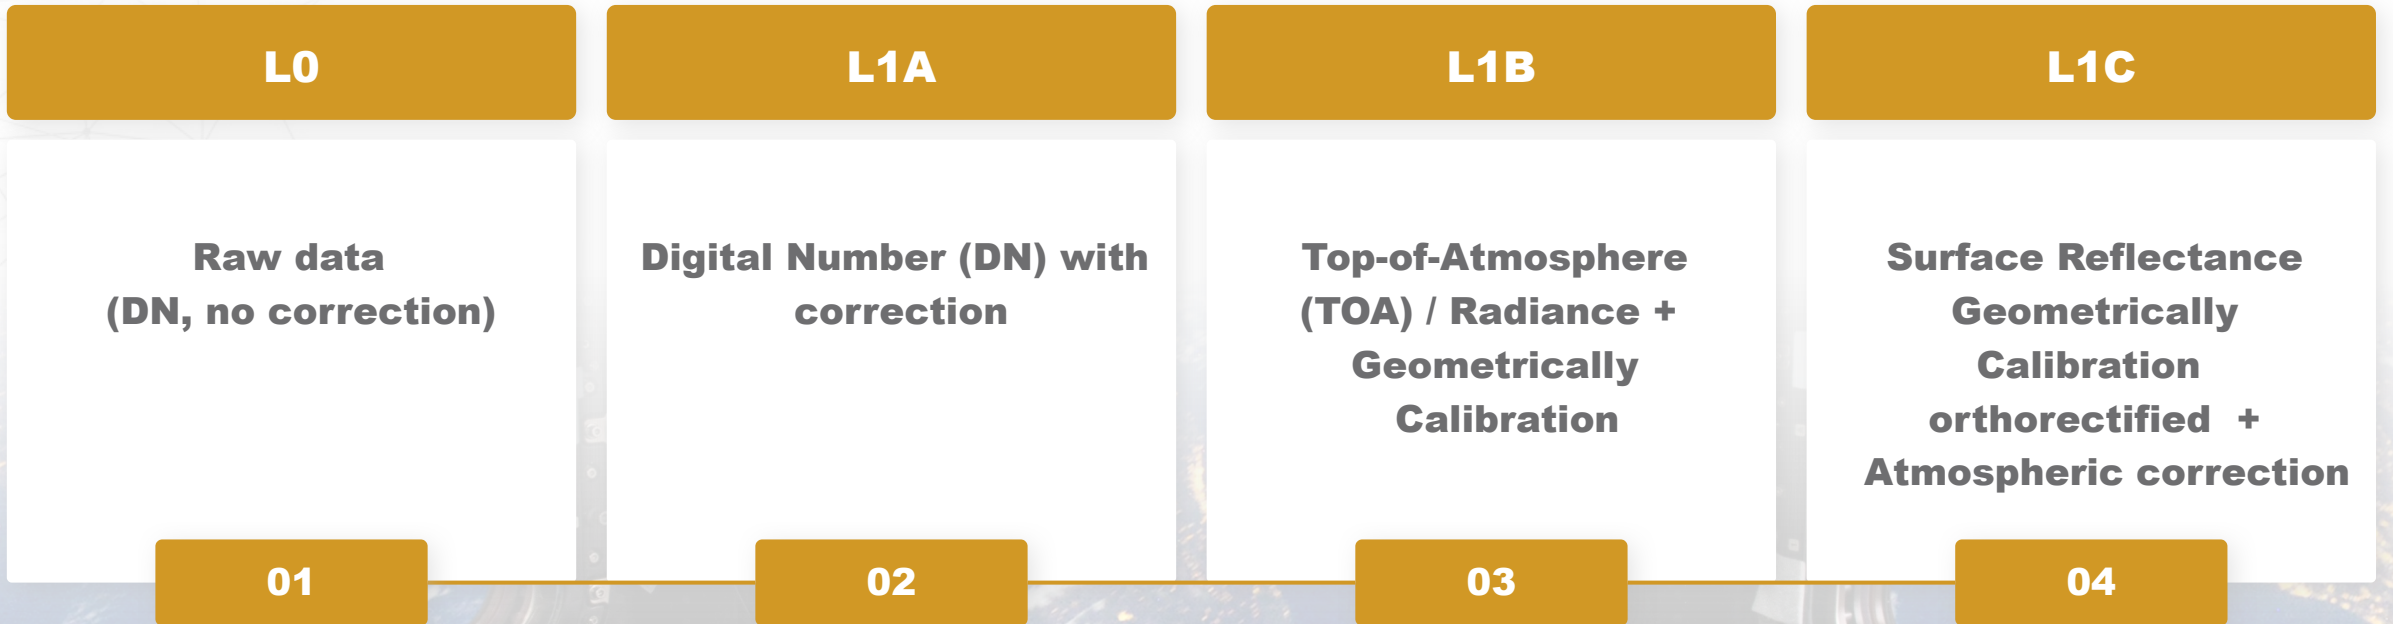 L0
Raw data
(DN, no correction)
01
L1A
Digital Number (DN) with
correction
02
L1B
Top-of-Atmosphere
(TOA) / Radiance +
Geometrically
Calibration
03
L1C
Surface Reflectance
Geometrically
Calibration
orthorectified +
Atmospheric correction
04